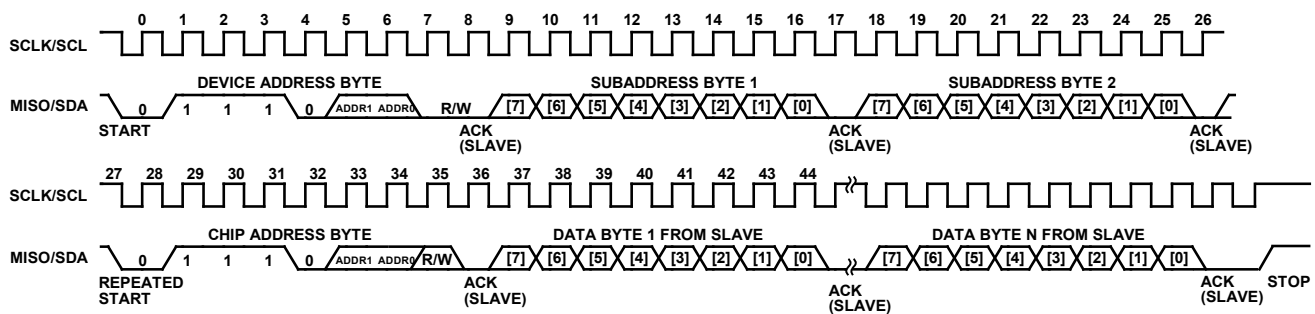 0 1 2 3 4 5 6 7 8 9 10 11 12 13 14 15 16 17 18 19 20 21 22 23 24 25 26
SCLK/SCL
DEVICE ADDRESS BYTE SUBADDRESS BYTE 1 SUBADDRESS BYTE 2
MISO/SDA 0 1 1 1 0 ADDR1 ADDR0 R/W [7] [6] [5] [4] [3] [2] [1] [0] [7] [6] [5] [4] [3] [2] [1] [0]
START ACK ACK ACK
(SLAVE) (SLAVE) (SLAVE)
27 28 29 30 31 32 33 34 35 36 37 38 39 40 41 42 43 44
SCLK/SCL
CHIP ADDRESS BYTE DATA BYTE 1 FROM SLAVE DATA BYTE N FROM SLAVE
MISO/SDA 0 1 1 1 0 ADDR1 ADDR0 R/W [7] [6] [5] [4] [3] [2] [1] [0] [7] [6] [5] [4] [3] [2] [1] [0]
REPEATED ACK ACK ACK STOP
START (SLAVE) (SLAVE) (SLAVE)